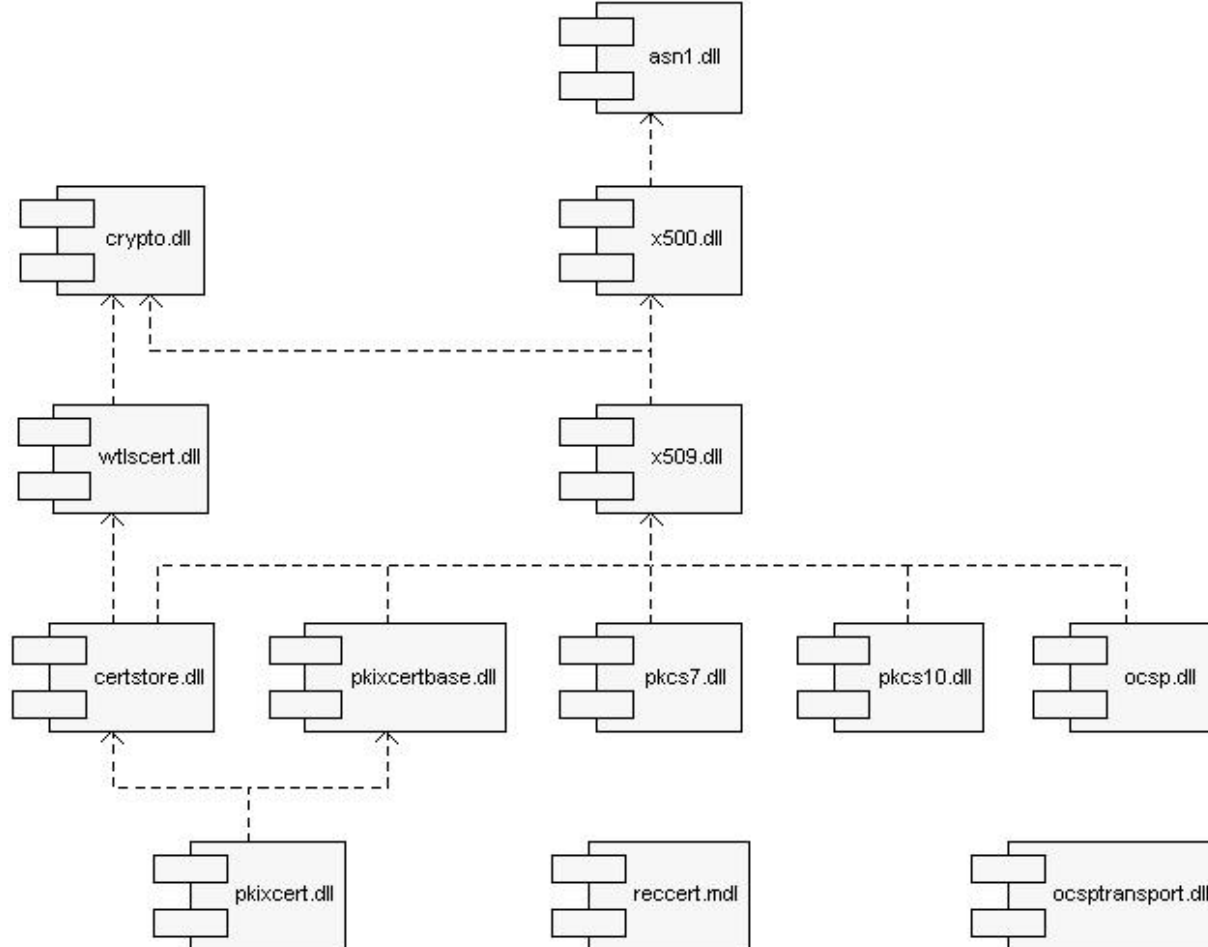 asn1.dll
crypto.dll
x500.dll
wtlscert.dll
x509.dll
certstore.dll
pkixcertbase.dll
pkcs7.dll
pkcs10.dll
ocsp.dll
pkixcert.dll
reccert.mdl
ocsptransport.dll